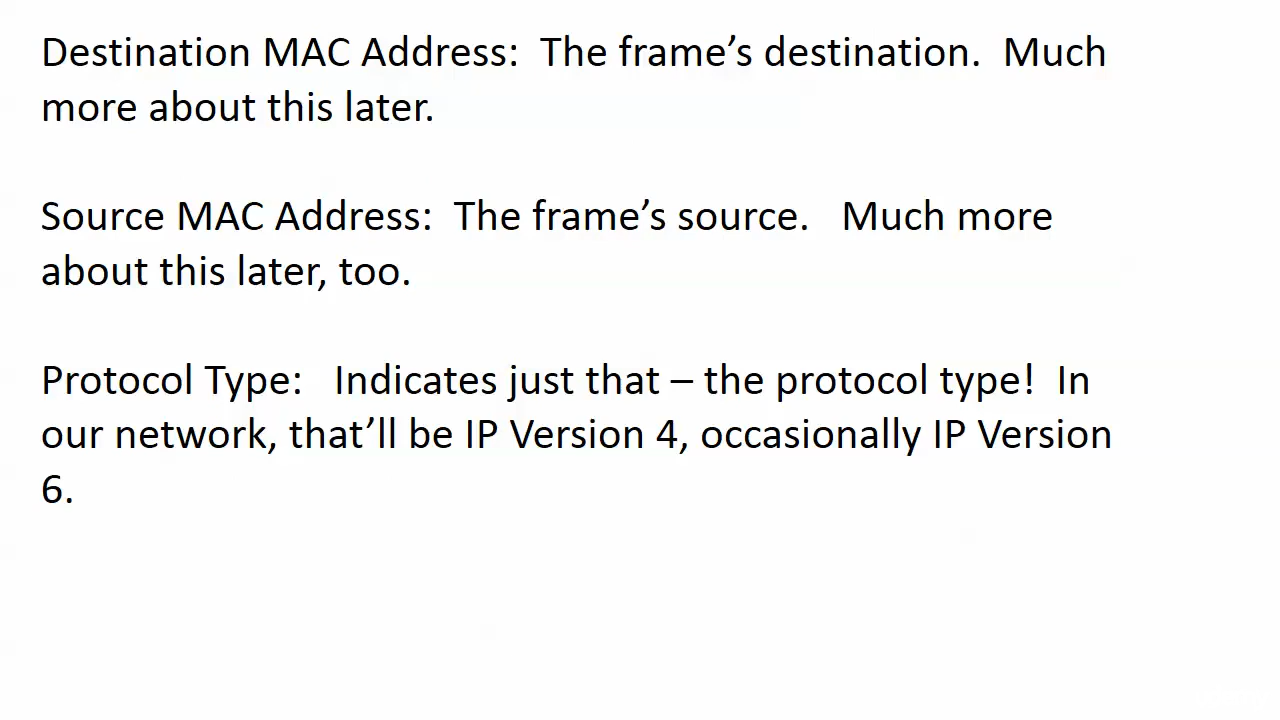 Destination MAC Address:  The frame’s destination.  Much
more about this later.
Source MAC Address:  The frame’s source.   Much more
about this later, too.
Protocol Type:   Indicates just that – the protocol type!  In
our network, that’ll be IP Version 4, occasionally IP Version
6.